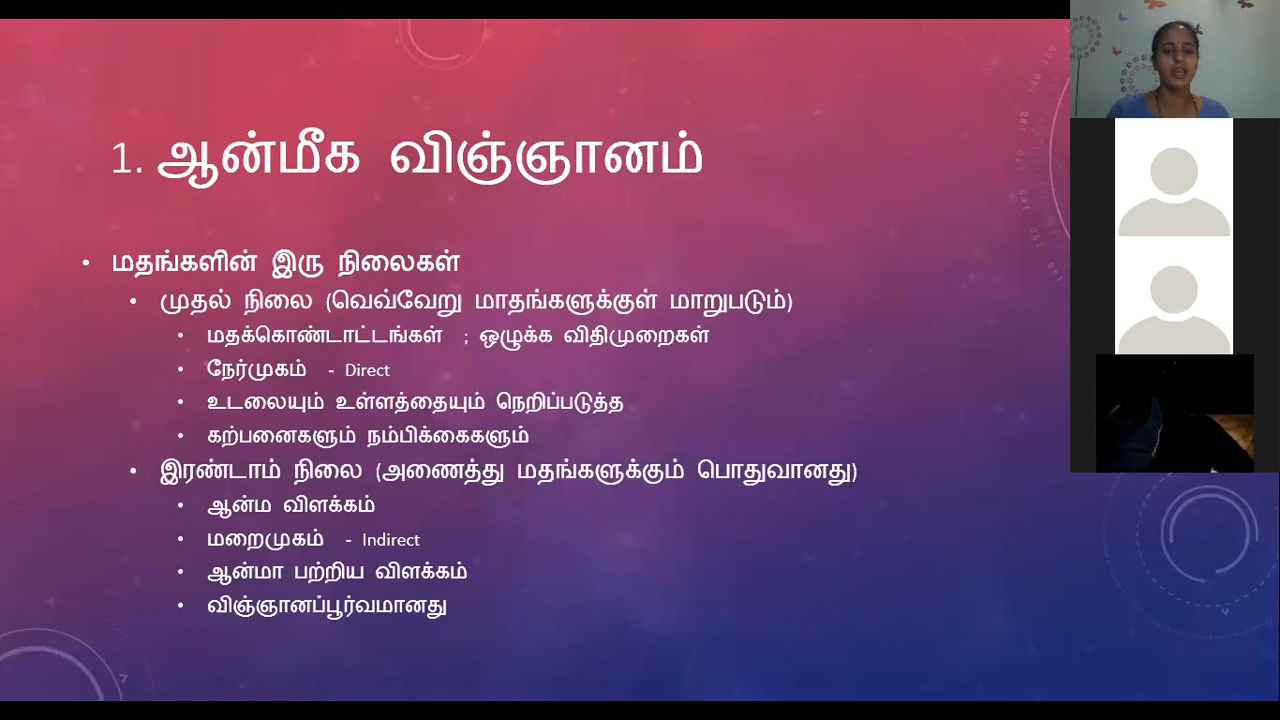 1. ஆன்மீக விஞ்ஞானம்
• மதங்களின் இரு நிலைகள்
• முதல் நிலை (வெவ்வேறு மாதங்களுக்குள் மாறுபடும்)
• மதக்கொண்டாட்டங்கள் ; ஒழுக்க விதிமுறைகள்
• நேர்முகம் - Direct
• உடலையும் உள்ளத்தையும் நெறிப்படுத்த
• கற்பனைகளும் நம்பிக்கைகளும்
• இரண்டாம் நிலை (அணைத்து மதங்களுக்கும் பொதுவானது)
• ஆன்ம விளக்கம்
• மறைமுகம் - Indirect
• ஆன்மா பற்றிய விளக்கம்
• விஞ்ஞானப்பூர்வமானது